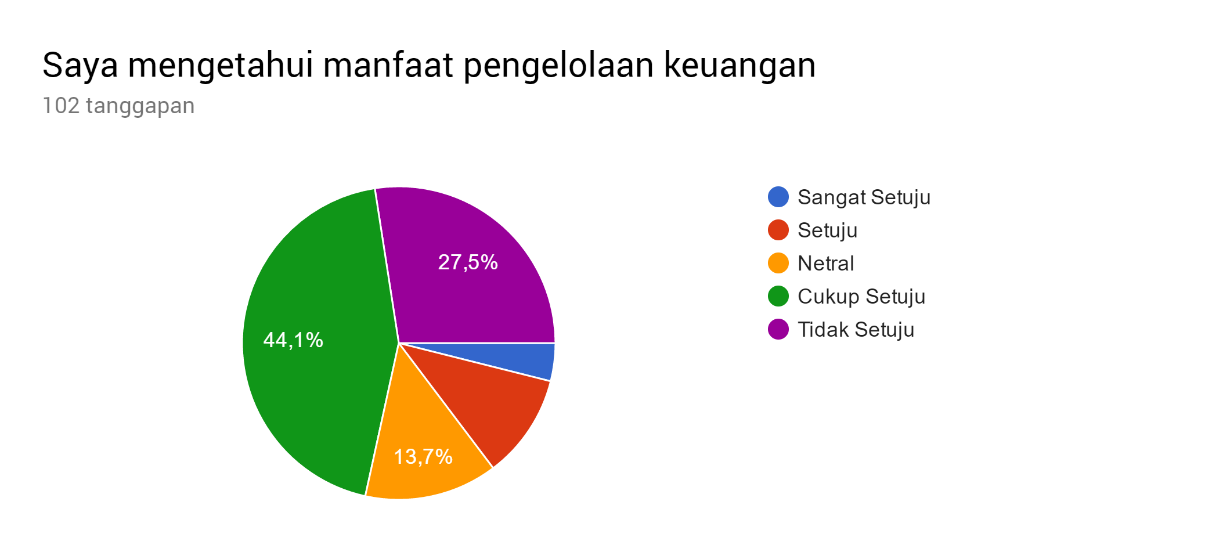 Saya mengetahui manfaat pengelolaan keuangan
102 tanggapan
Sangat Setuju
Setuju
Netral
Cukup Setuju
Tidak Setuju
27,5%
44,1%
13,7%